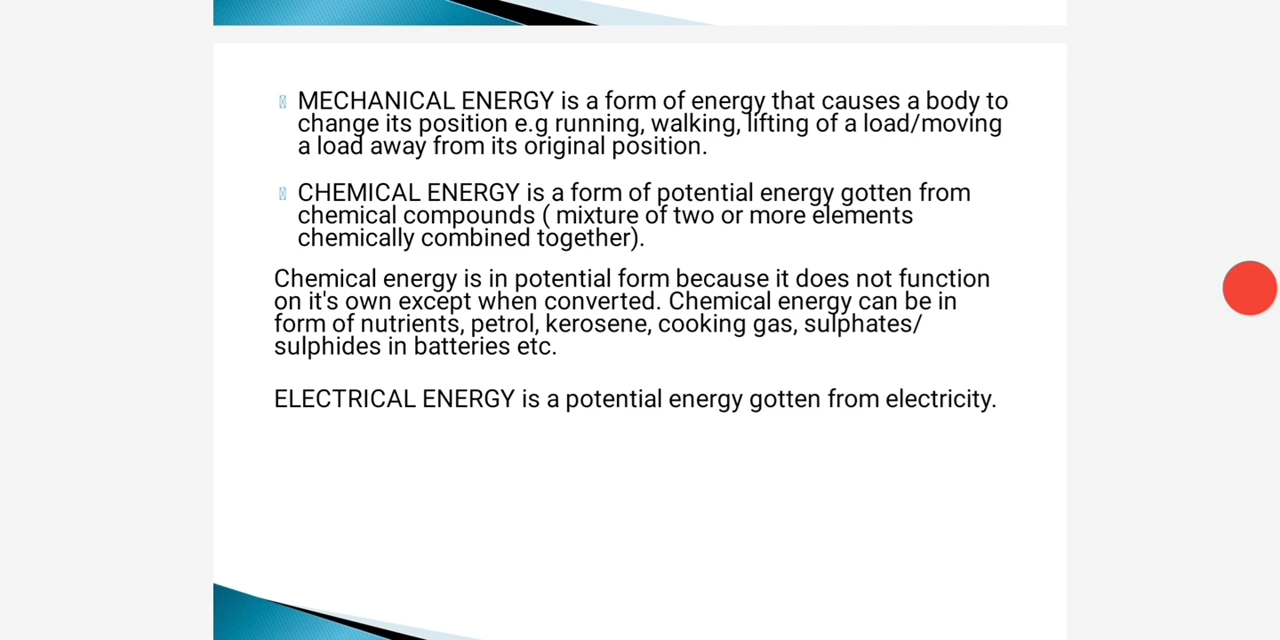 MECHANICAL ENERGY is a form of energy that causes a body to
change its position e.g running, walking, lifting of a load/moving
a load away from its original position.
CHEMICAL ENERGY is a form of potential energy gotten from
chemical compounds ( mixture of two or more elements
chemically combined together).
Chemical energy is in potential form because it does not function
on it's own except when converted. Chemical energy can be in
form of nutrients, petrol, kerosene, cooking gas, sulphates/
sulphides in batteries etc.
ELECTRICAL ENERGY is a potential energy gotten from electricity.